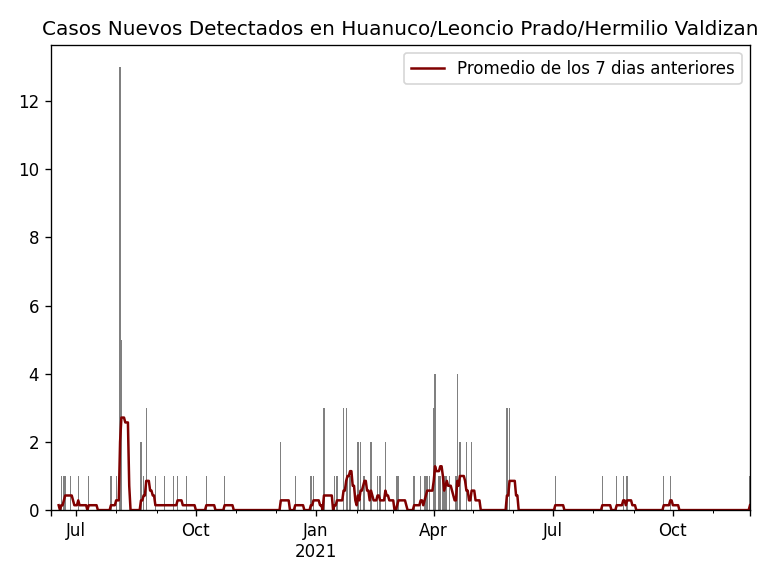 Casos Nuevos Detectados en Huanuco/Leoncio Prado/Hermilio Valdizan
Promedio de los 7 dias anteriores
12
10
8
6
4
2
0
Jul
Oct
Jan
2021
Apr
Jul
Oct